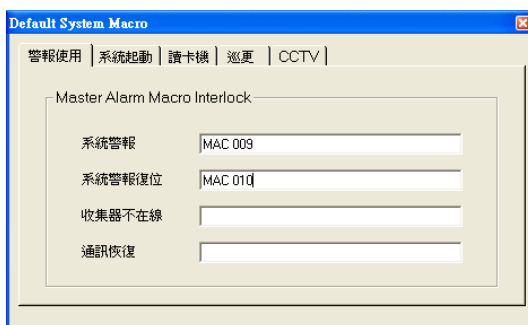 Default System Macro
警報使用 系統起動 讀卡機 巡更 CCTV
Master Alarm Macro Interlock
系統警報 MAC 009
系統警報復位 MAC 010
收集器不在線
通訊恢復